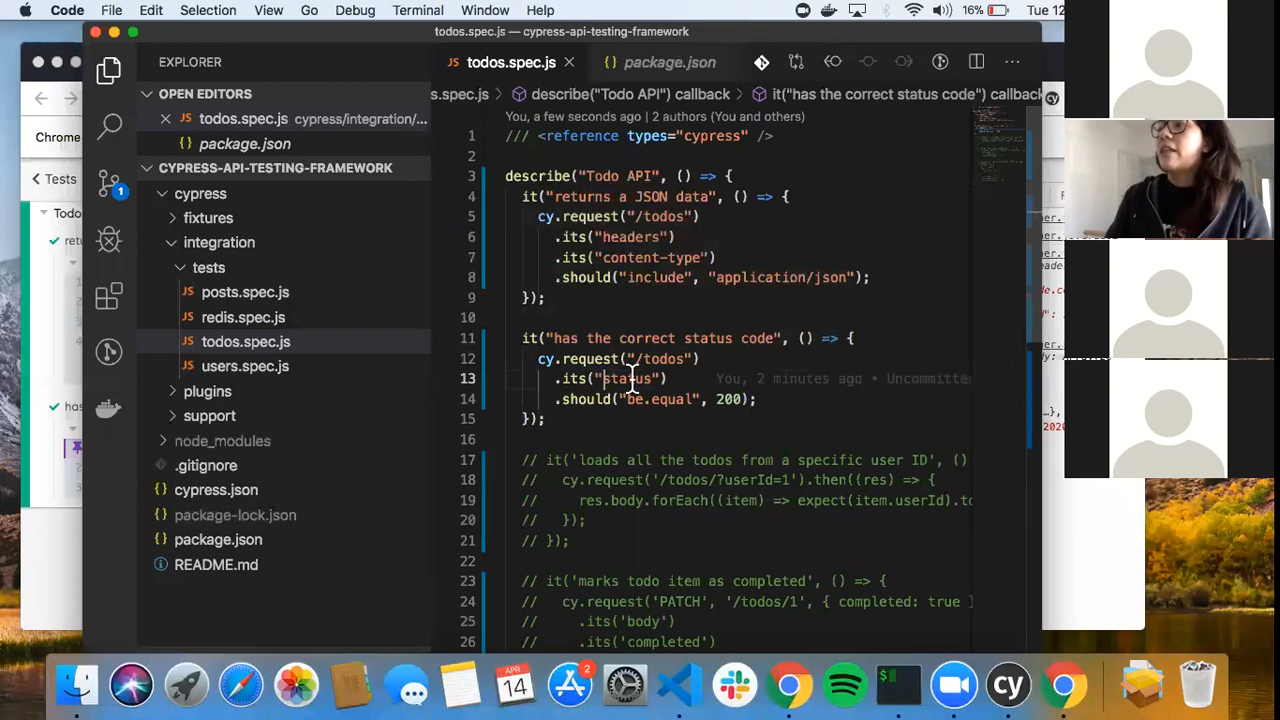 Code File Edit Selection View Go Debug Terminal Window Help 16% Tue 12
todos.spec.js — cypress-api-testing-framework
EXPLORER
todos.spec.js
package.json
OPEN EDITORS
s.spec.js > describe("Todo API") callback > it("has the correct status code") callback
todos.spec.js cypress/integration/...
You, a few seconds ago | 2 authors (You and others)
package.json
Chrome
CYPRESS-API-TESTING-FRAMEWORK
Tests
cypress
fixtures
integration
tests
posts.spec.js
redis.spec.js
todos.spec.js
users.spec.js
plugins
support
node_modules
.gitignore
cypress.json
package-lock.json
package.json
README.md
Todo
1
1 /// <reference types="cypress" />
2
3 describe("Todo API", () => {
4 it("returns a JSON data", () => {
5 cy.request("/todos")
6 .its("headers")
7 .its("content-type")
8 .should("include", "application/json");
9 });
10
11 it("has the correct status code", () => {
12 cy.request("/todos")
13 .its("status") You, 2 minutes ago • Uncommitte
14 .should("be.equal", 200);
15 });
16
17 // it('loads all the todos from a specific user ID', ()
18 // cy.request('/todos/?userId=1').then((res) => {
19 // res.body.forEach((item) => expect(item.userId).to
20 // });
21 // });
22
23 // it('marks todo item as completed', () => {
24 // cy.request('PATCH', '/todos/1', { completed: true }
25 // .its('body')
26 // .its('completed')
APR
14
2
cy